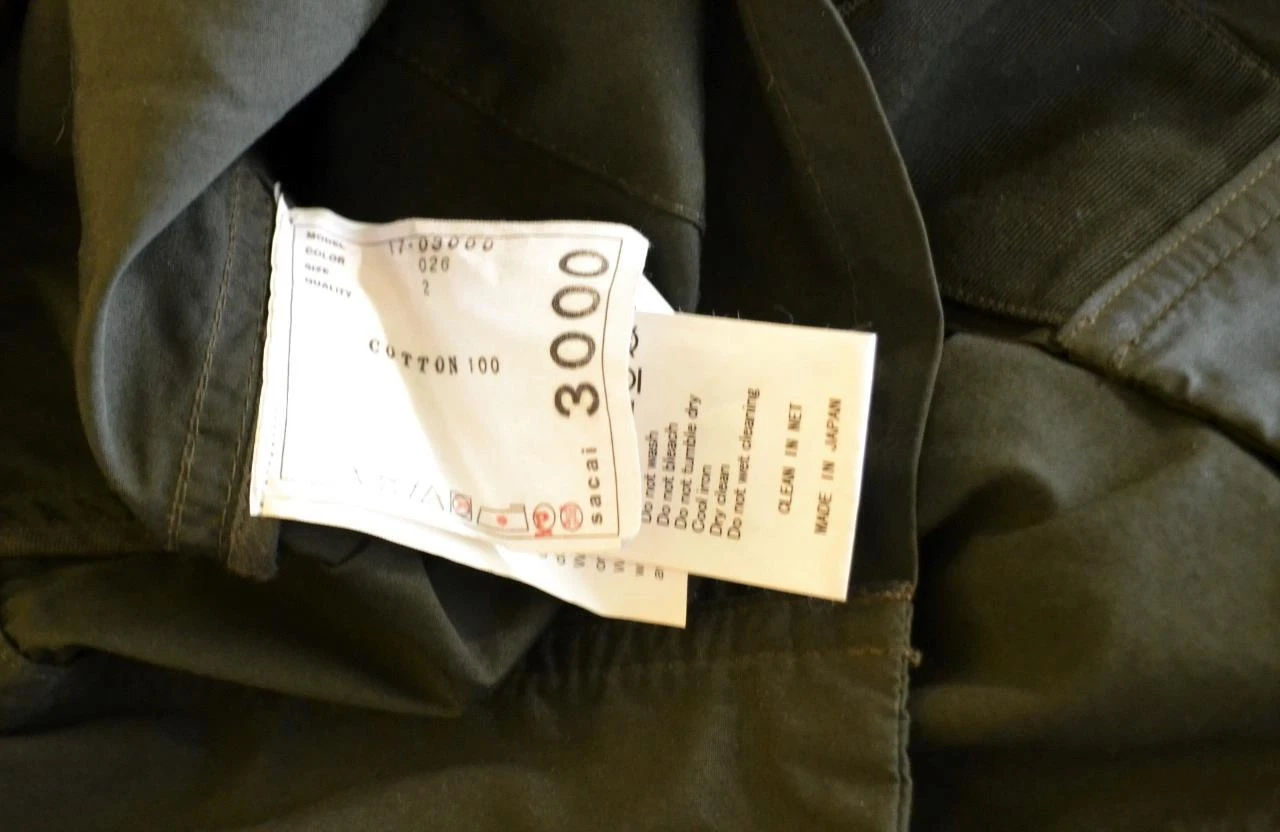 MODEL 17-03000
COLOR 026
SIZE 2
QUALITY
COTTON 100
3000
sacai
Do not wash
Do not bleach
Do not tumble dry
Cool iron
Dry clean
Do not wet cleaning
CLEAN IN NET
MADE IN JAPAN